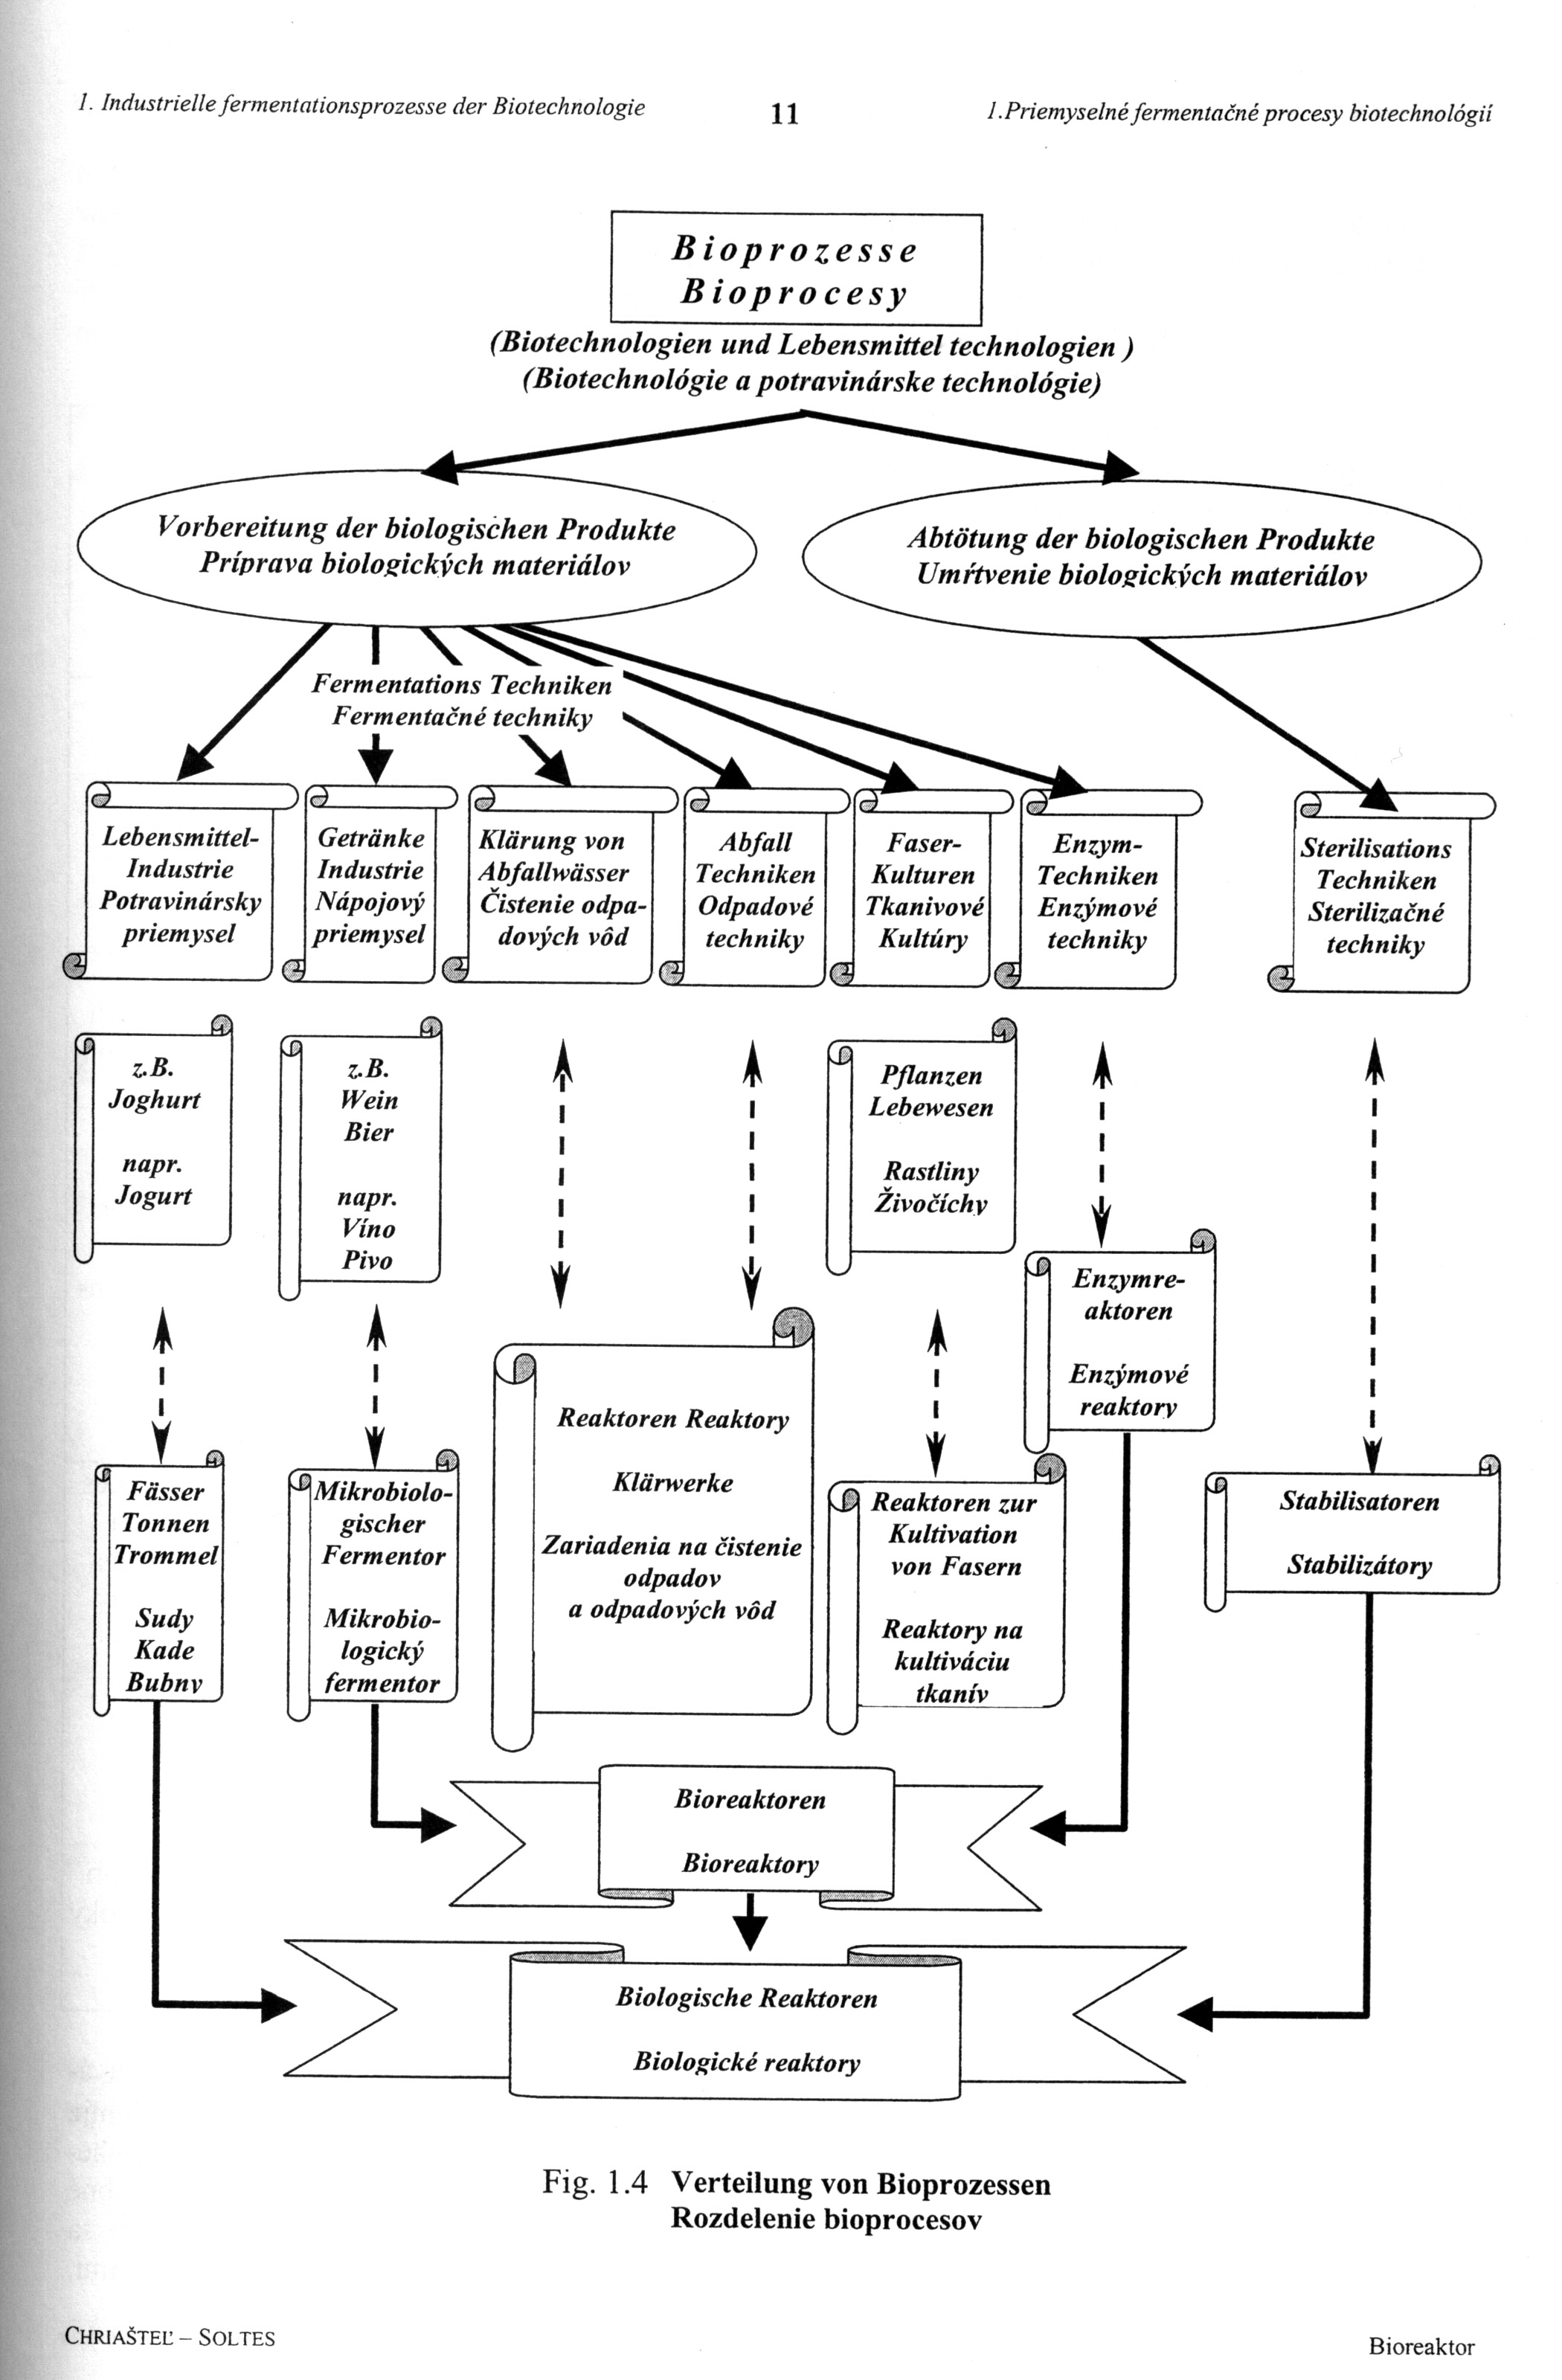 1. Industrielle fermentationsprozesse der Biotechnologie
11
1.Priemyselné fermentačné procesy biotechnológií
Bioprozesse
Bioprocesy
(Biotechnologien und Lebensmittel technologien )
(Biotechnológie a potravinárske technológie)
Vorbereitung der biologischen Produkte
Príprava biologických materiálov
Abtötung der biologischen Produkte
Umŕtvenie biologických materiálov
Fermentations Techniken
Fermentačné techniky
Lebensmittel-
Industrie
Potravinársky
priemysel
Getränke
Industrie
Nápojový
priemysel
Klärung von
Abfallwässer
Čistenie odpa-
dových vôd
Abfall
Techniken
Odpadové
techniky
Faser-
Kulturen
Tkanivové
Kultúry
Enzym-
Techniken
Enzýmové
techniky
Sterilisations
Techniken
Sterilizačné
techniky
z.B.
Joghurt
napr.
Jogurt
z.B.
Wein
Bier
napr.
Víno
Pivo
Pflanzen
Lebewesen
Rastliny
Živočíchy
Enzymre-
aktoren
Enzýmové
reaktory
Fässer
Tonnen
Trommel
Sudy
Kade
Bubny
Mikrobiolo-
gischer
Fermentor
Mikrobio-
logický
fermentor
Reaktoren Reaktory
Klärwerke
Zariadenia na čistenie
odpadov
a odpadových vôd
Reaktoren zur
Kultivation
von Fasern
Reaktory na
kultiváciu
tkanív
Stabilisatoren
Stabilizátory
Bioreaktoren
Bioreaktory
Biologische Reaktoren
Biologické reaktory
Fig. 1.4 Verteilung von Bioprozessen
Rozdelenie bioprocesov
CHRIAŠTEĽ – SOLTES
Bioreaktor